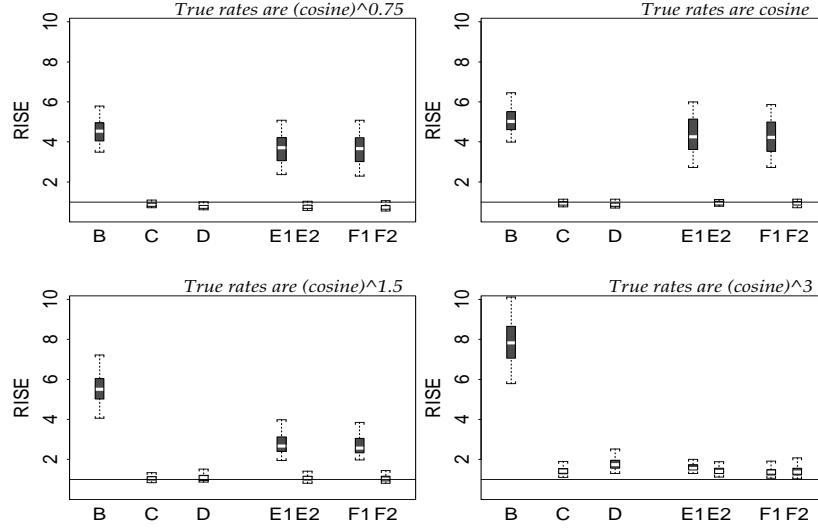 True rates are (cosine)^0.75
RISE
10
8
6
4
2
B C D E1 E2 F1 F2
True rates are cosine
RISE
10
8
6
4
2
B C D E1 E2 F1 F2
True rates are (cosine)^1.5
RISE
10
8
6
4
2
B C D E1 E2 F1 F2
True rates are (cosine)^3
RISE
10
8
6
4
2
B C D E1 E2 F1 F2